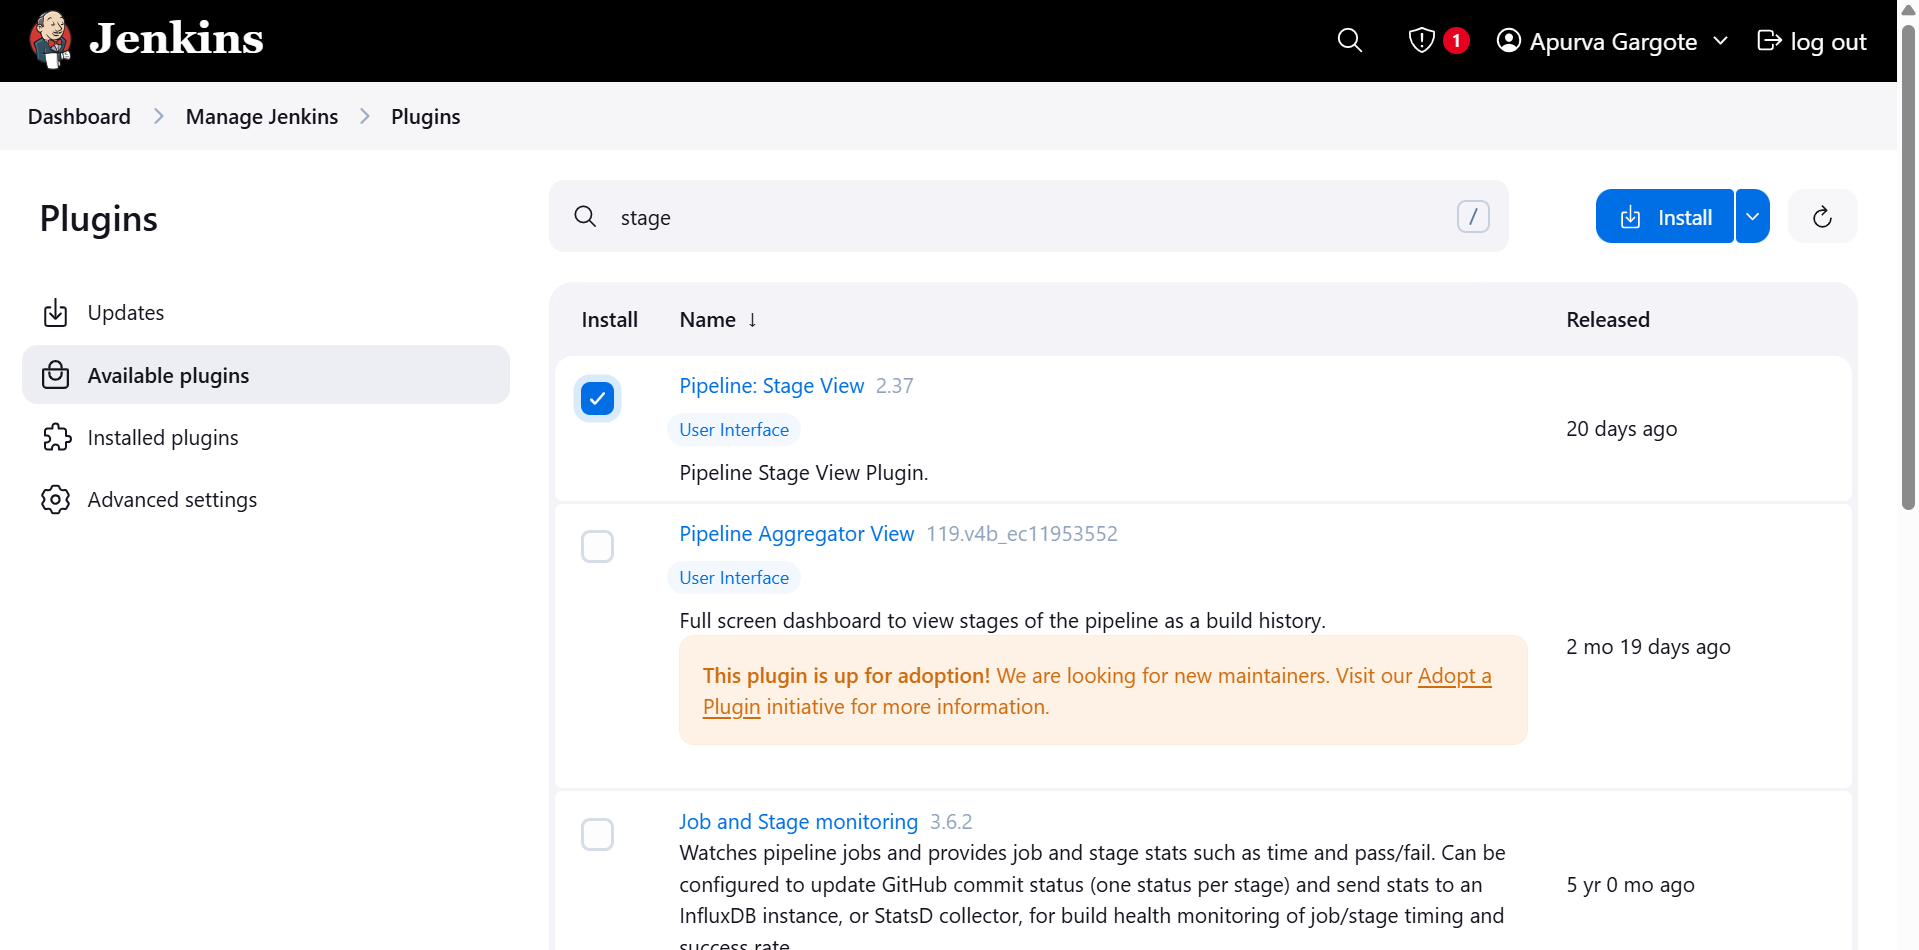 Jenkins
1
Apurva Gargote
log out
Dashboard
Manage Jenkins
Plugins
Plugins
stage
/
Install
Updates
Available plugins
Installed plugins
Advanced settings
Install
Name ↓
Released
Pipeline: Stage View 2.37
User Interface
Pipeline Stage View Plugin.
20 days ago
Pipeline Aggregator View 119.v4b_ec11953552
User Interface
Full screen dashboard to view stages of the pipeline as a build history.
This plugin is up for adoption! We are looking for new maintainers. Visit our Adopt a
Plugin initiative for more information.
2 mo 19 days ago
Job and Stage monitoring 3.6.2
Watches pipeline jobs and provides job and stage stats such as time and pass/fail. Can be
configured to update GitHub commit status (one status per stage) and send stats to an
InfluxDB instance, or StatsD collector, for build health monitoring of job/stage timing and
success rate.
5 yr 0 mo ago